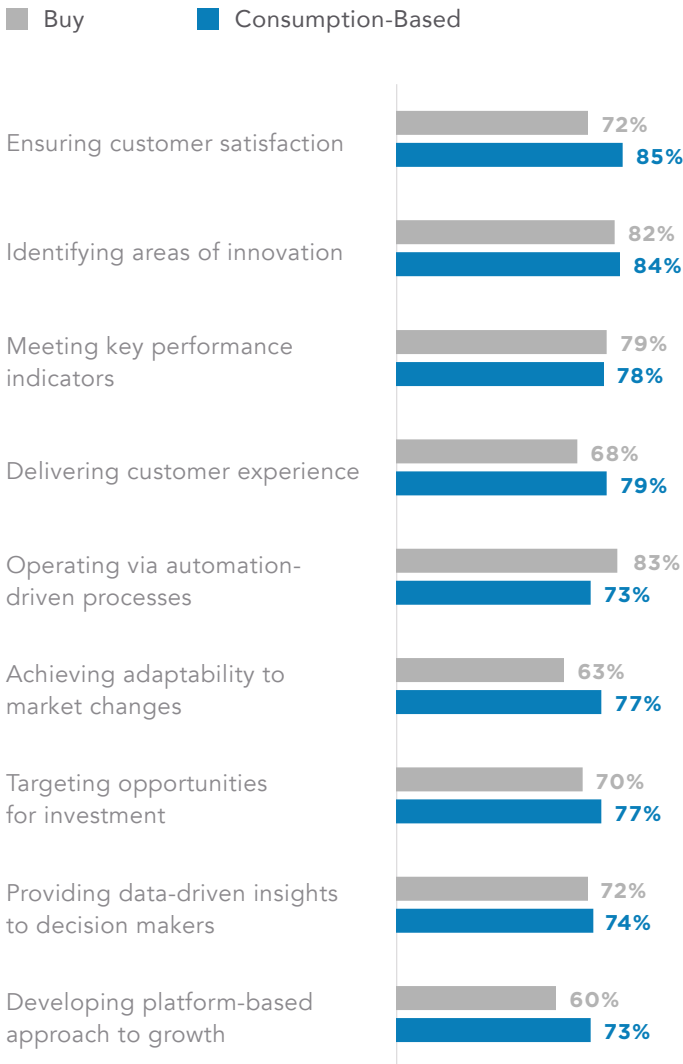 Buy Consumption-Based
Ensuring customer satisfaction
72%
85%
Identifying areas of innovation
82%
84%
Meeting key performance
indicators
79%
78%
Delivering customer experience
68%
79%
Operating via automation-
driven processes
83%
73%
Achieving adaptability to
market changes
63%
77%
Targeting opportunities
for investment
70%
77%
Providing data-driven insights
to decision makers
72%
74%
Developing platform-based
approach to growth
60%
73%